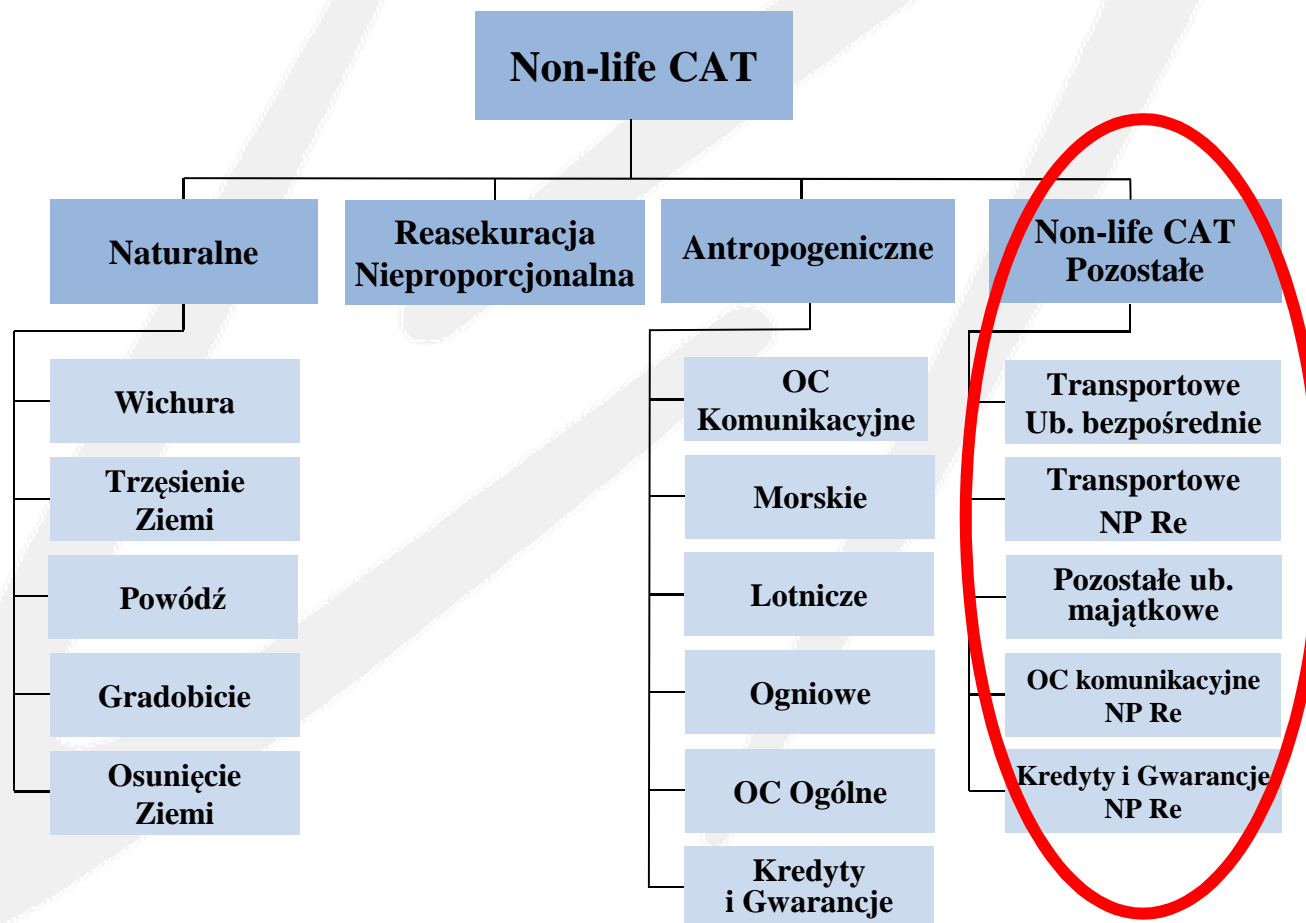 Non-life CAT
Naturalne
Reasekuracja
Nieproporcjonalna
Antropogeniczne
Non-life CAT
Pozostałe
Wichura
Trzęsienie
Ziemi
Powódź
Gradobicie
Osunięcie
Ziemi
OC
Komunikacyjne
Morskie
Lotnicze
Ogniowe
OC Ogólne
Kredyty
i Gwarancje
Transportowe
Ub. bezpośrednie
Transportowe
NP Re
Pozostałe ub.
majątkowe
OC komunikacyjne
NP Re
Kredyty i Gwarancje
NP Re